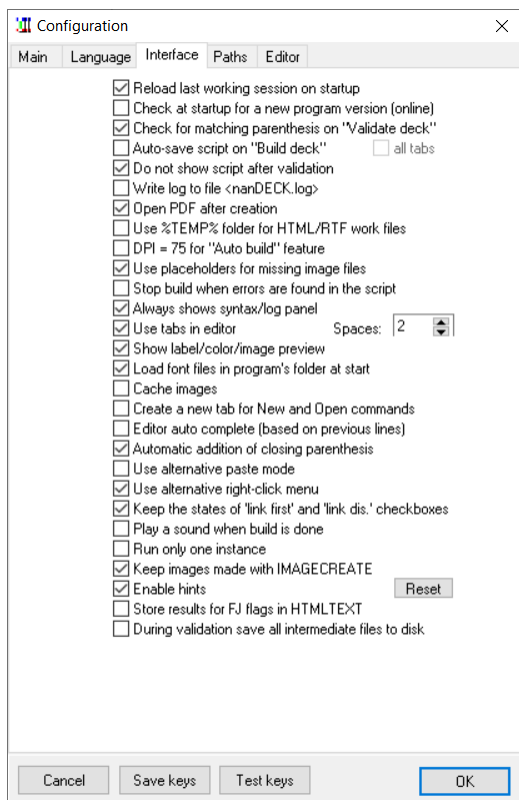 Configuration
Main Language Interface Paths Editor
Reload last working session on startup
Check at startup for a new program version (online)
Check for matching parenthesis on "Validate deck"
Auto-save script on "Build deck" all tabs
Do not show script after validation
Write log to file <nanDECK.log>
Open PDF after creation
Use %TEMP% folder for HTML/RTF work files
DPI = 75 for "Auto build" feature
Use placeholders for missing image files
Stop build when errors are found in the script
Always shows syntax/log panel
Use tabs in editor Spaces: 2
Show label/color/image preview
Load font files in program's folder at start
Cache images
Create a new tab for New and Open commands
Editor auto complete (based on previous lines)
Automatic addition of closing parenthesis
Use alternative paste mode
Use alternative right-click menu
Keep the states of 'link first' and 'link dis.' checkboxes
Play a sound when build is done
Run only one instance
Keep images made with IMAGECREATE
Enable hints Reset
Store results for FJ flags in HTMLTEXT
During validation save all intermediate files to disk
Cancel Save keys Test keys OK